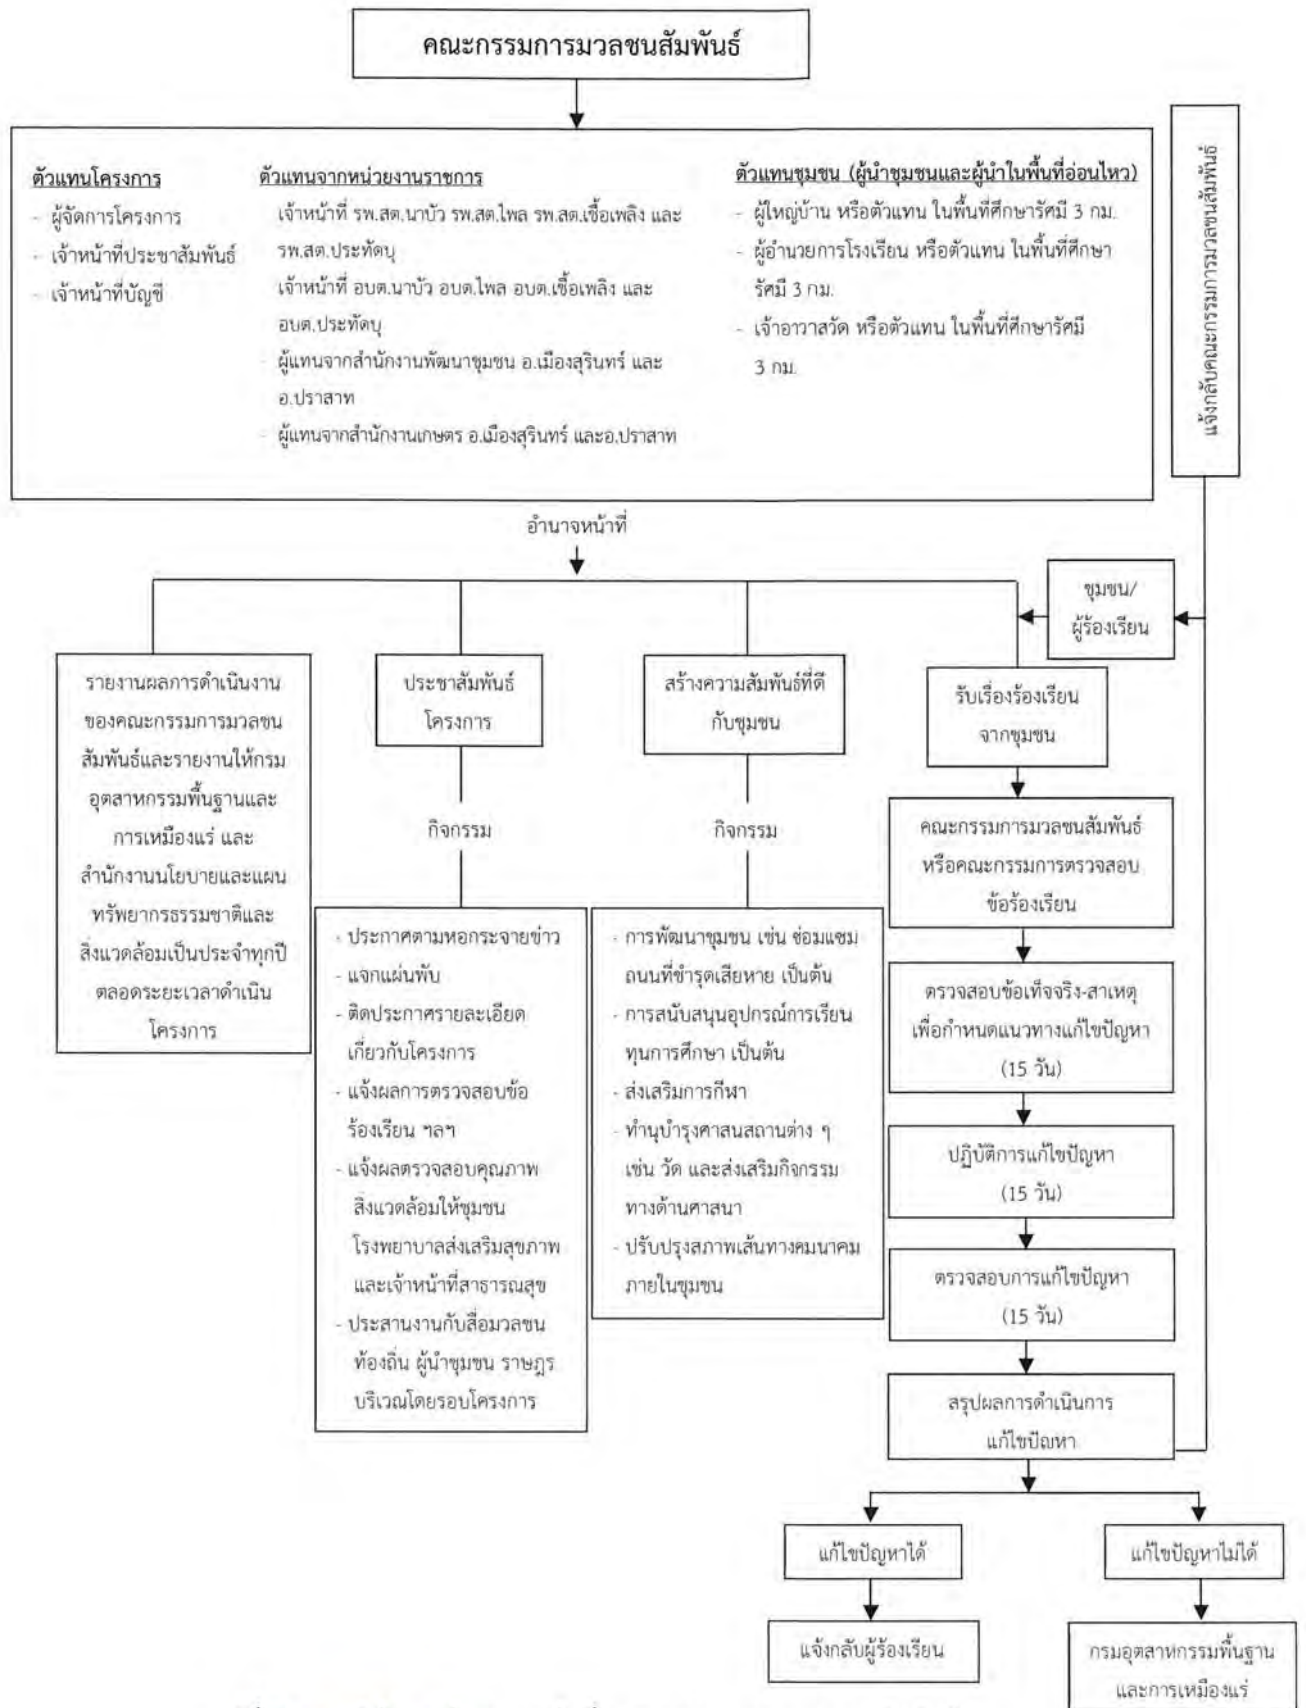 คณะกรรมการมวลชนสัมพันธ์
ตัวแทนโครงการ
- ผู้จัดการโครงการ
- เจ้าหน้าที่ประชาสัมพันธ์
- เจ้าหน้าที่บัญชี
ตัวแทนจากหน่วยงานราชการ
เจ้าหน้าที่ รพ.สต.นาบัว รพ.สต.ไพล รพ.สต.เชื้อเพลิง และ
รพ.สต.ประทัดบุ
เจ้าหน้าที่ อบต.นาบัว อบต.ไพล อบต.เชื้อเพลิง และ
อบต.ประทัดบุ
- ผู้แทนจากสำนักงานพัฒนาชุมชน อ.เมืองสุรินทร์ และ
อ.ปราสาท
- ผู้แทนจากสำนักงานเกษตร อ.เมืองสุรินทร์ และอ.ปราสาท
ตัวแทนชุมชน (ผู้นำชุมชนและผู้นำในพื้นที่อ่อนไหว)
- ผู้ใหญ่บ้าน หรือตัวแทน ในพื้นที่ศึกษารัศมี 3 กม.
- ผู้อำนวยการโรงเรียน หรือตัวแทน ในพื้นที่ศึกษา
รัศมี 3 กม.
- เจ้าอาวาสวัด หรือตัวแทน ในพื้นที่ศึกษารัศมี
3 กม.
แจ้งกลับคณะกรรมการมวลชนสัมพันธ์
อำนาจหน้าที่
ชุมชน/
ผู้ร้องเรียน
รายงานผลการดำเนินงาน
ของคณะกรรมการมวลชน
สัมพันธ์และรายงานให้กรม
อุตสาหกรรมพื้นฐานและ
การเหมืองแร่ และ
สำนักงานนโยบายและแผน
ทรัพยากรธรรมชาติและ
สิ่งแวดล้อมเป็นประจำทุกปี
ตลอดระยะเวลาดำเนิน
โครงการ
ประชาสัมพันธ์
โครงการ
กิจกรรม
- ประกาศตามหอกระจายข่าว
- แจกแผ่นพับ
- ติดประกาศรายละเอียด
เกี่ยวกับโครงการ
- แจ้งผลการตรวจสอบข้อ
ร้องเรียน ฯลฯ
- แจ้งผลตรวจสอบคุณภาพ
สิ่งแวดล้อมให้ชุมชน
โรงพยาบาลส่งเสริมสุขภาพ
และเจ้าหน้าที่สาธารณสุข
- ประสานงานกับสื่อมวลชน
ท้องถิ่น ผู้นำชุมชน ราษฎร
บริเวณโดยรอบโครงการ
สร้างความสัมพันธ์ที่ดี
กับชุมชน
กิจกรรม
- การพัฒนาชุมชน เช่น ซ่อมแซม
ถนนที่ชำรุดเสียหาย เป็นต้น
- การสนับสนุนอุปกรณ์การเรียน
ทุนการศึกษา เป็นต้น
- ส่งเสริมการกีฬา
- ทำนุบำรุงศาสนสถานต่าง ๆ
เช่น วัด และส่งเสริมกิจกรรม
ทางด้านศาสนา
- ปรับปรุงสภาพเส้นทางคมนาคม
ภายในชุมชน
รับเรื่องร้องเรียน
จากชุมชน
คณะกรรมการมวลชนสัมพันธ์
หรือคณะกรรมการตรวจสอบ
ข้อร้องเรียน
ตรวจสอบข้อเท็จจริง-สาเหตุ
เพื่อกำหนดแนวทางแก้ไขปัญหา
(15 วัน)
ปฏิบัติการแก้ไขปัญหา
(15 วัน)
ตรวจสอบการแก้ไขปัญหา
(15 วัน)
สรุปผลการดำเนินการ
แก้ไขปัญหา
แก้ไขปัญหาได้
แก้ไขปัญหาไม่ได้
แจ้งกลับผู้ร้องเรียน
กรมอุตสาหกรรมพื้นฐาน
และการเหมืองแร่